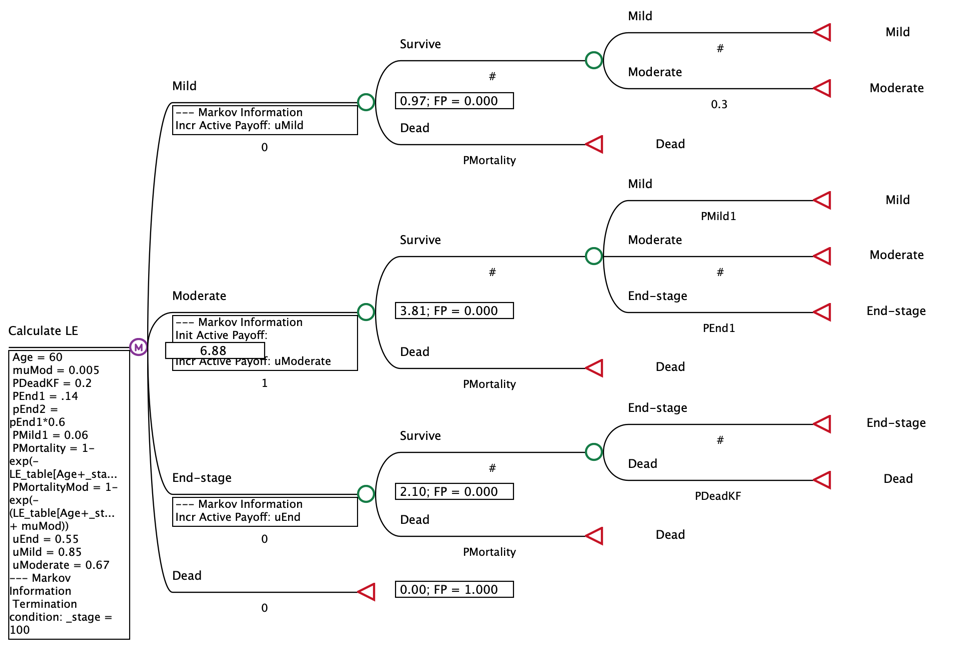 Mild
Survive
Mild
#
Mild
#
Moderate
Moderate
Mild
0.3
--- Markov Information
Incr Active Payoff: uMild
0
0.97; FP = 0.000
Dead
Dead
PMortality
Mild
Mild
PMild1
Survive
Moderate
Moderate
#
#
Moderate
End-stage
End-stage
PEnd1
--- Markov Information
Init Active Payoff:
6.88
Incr Active Payoff: uModerate
1
3.81; FP = 0.000
Dead
Dead
PMortality
Calculate LE
M
Age = 60
muMod = 0.005
PDeadKF = 0.2
PEnd1 = .14
pEnd2 =
pEnd1*0.6
PMild1 = 0.06
PMortality = 1-
exp(-
LE_table[Age+_sta...
PMortalityMod = 1-
exp(-
(LE_table[Age+_st...
+ muMod))
uEnd = 0.55
uMild = 0.85
uModerate = 0.67
--- Markov
Information
Termination
condition: _stage =
100
End-stage
End-stage
#
Survive
#
Dead
Dead
PDeadKF
End-stage
--- Markov Information
Incr Active Payoff: uEnd
0
2.10; FP = 0.000
Dead
Dead
PMortality
Dead
0
0.00; FP = 1.000